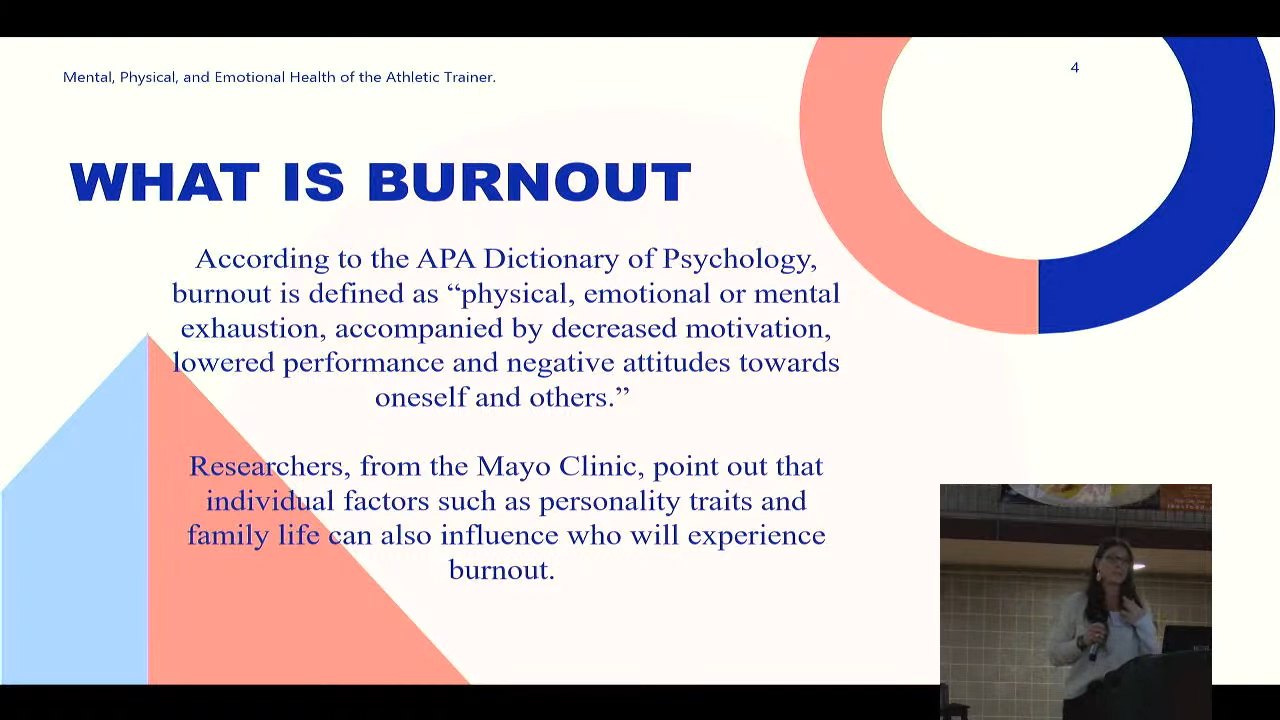 Mental, Physical, and Emotional Health of the Athletic Trainer.
4
WHAT IS BURNOUT
According to the APA Dictionary of Psychology,
burnout is defined as “physical, emotional or mental
exhaustion, accompanied by decreased motivation,
lowered performance and negative attitudes towards
oneself and others.”
Researchers, from the Mayo Clinic, point out that
individual factors such as personality traits and
family life can also influence who will experience
burnout.